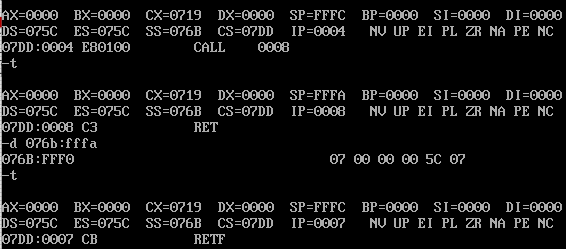 AX=0000 BX=0000 CX=0719 DX=0000 SP=FFFC BP=0000 SI=0000 DI=0000
DS=075C ES=075C SS=076B CS=07DD IP=0004 NV UP EI PL ZR NA PE NC
07DD:0004 E80100 CALL 0008
-t
AX=0000 BX=0000 CX=0719 DX=0000 SP=FFFA BP=0000 SI=0000 DI=0000
DS=075C ES=075C SS=076B CS=07DD IP=0008 NV UP EI PL ZR NA PE NC
07DD:0008 C3 RET
-d 076b:fffa
076B:FFF0 07 00 00 00 5C 07
-t
AX=0000 BX=0000 CX=0719 DX=0000 SP=FFFC BP=0000 SI=0000 DI=0000
DS=075C ES=075C SS=076B CS=07DD IP=0007 NV UP EI PL ZR NA PE NC
07DD:0007 CB RETF